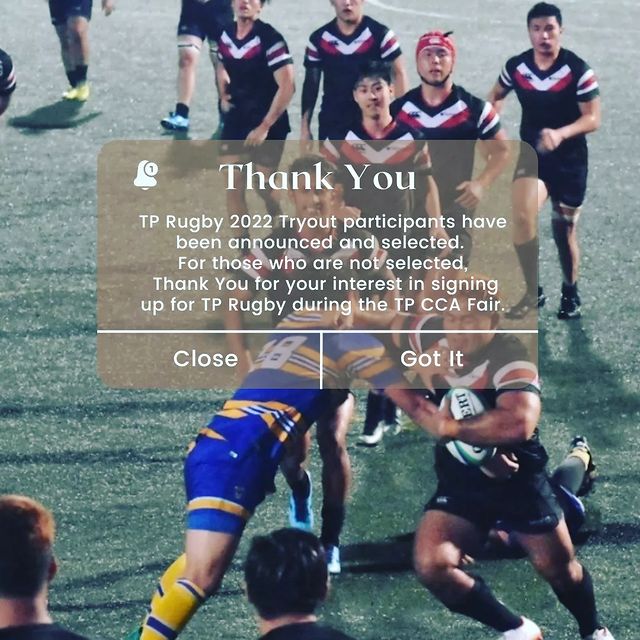 1
Thank You
TP Rugby 2022 Tryout participants have
been announced and selected.
For those who are not selected,
Thank You for your interest in signing
up for TP Rugby during the TP CCA Fair.
Close
Got It